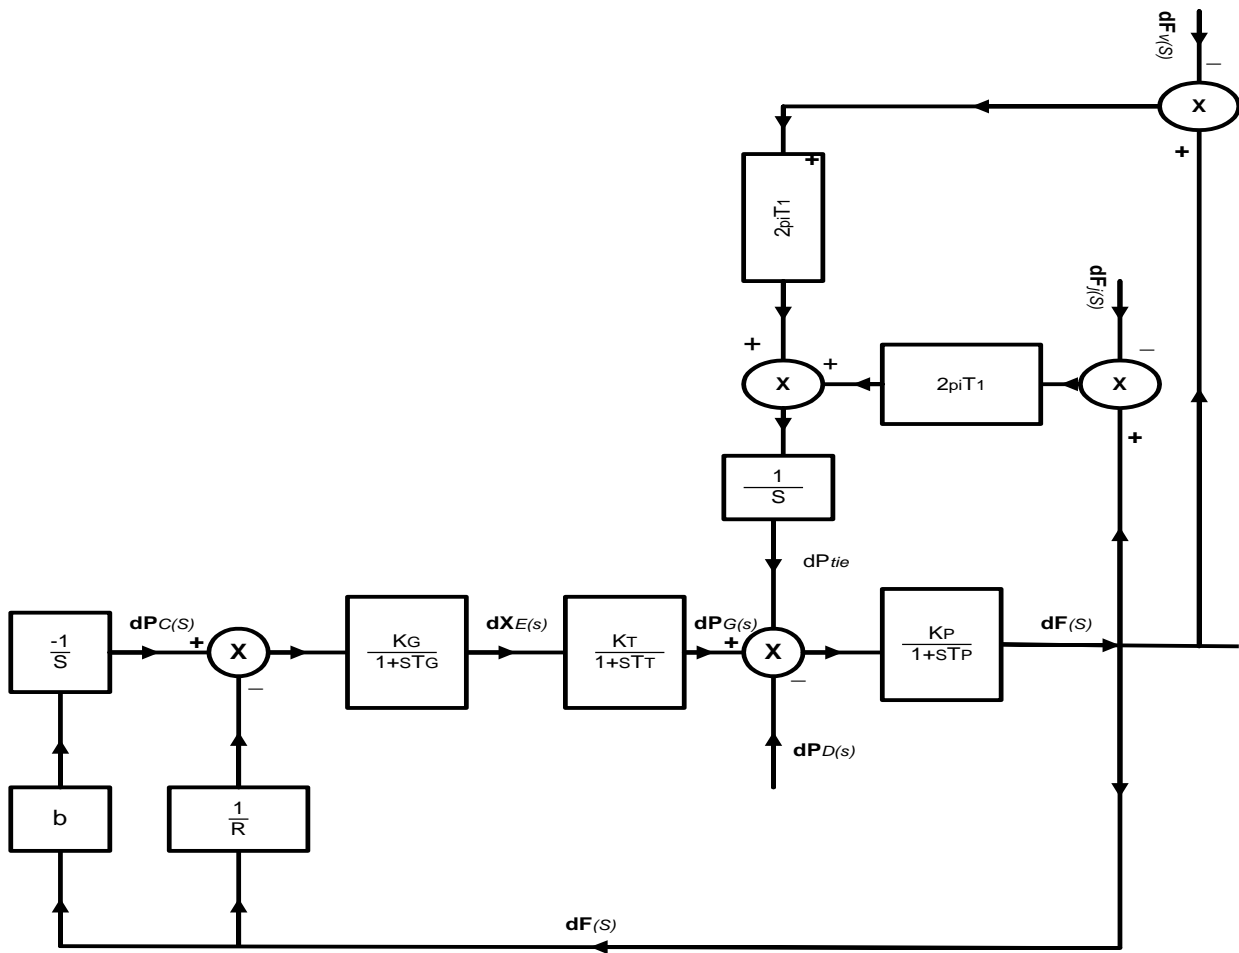 dFv(S)
–
X
+
+
2piT1
dFj(S)
+
–
X
+
2piT1
X
+
1
S
dPtie
-1
S
dPC(S)
+
X
–
KG
1+sTG
dXE(s)
KT
1+sTT
dPG(s)
+
X
–
KP
1+sTP
dF(S)
dPD(s)
b
1
R
dF(S)